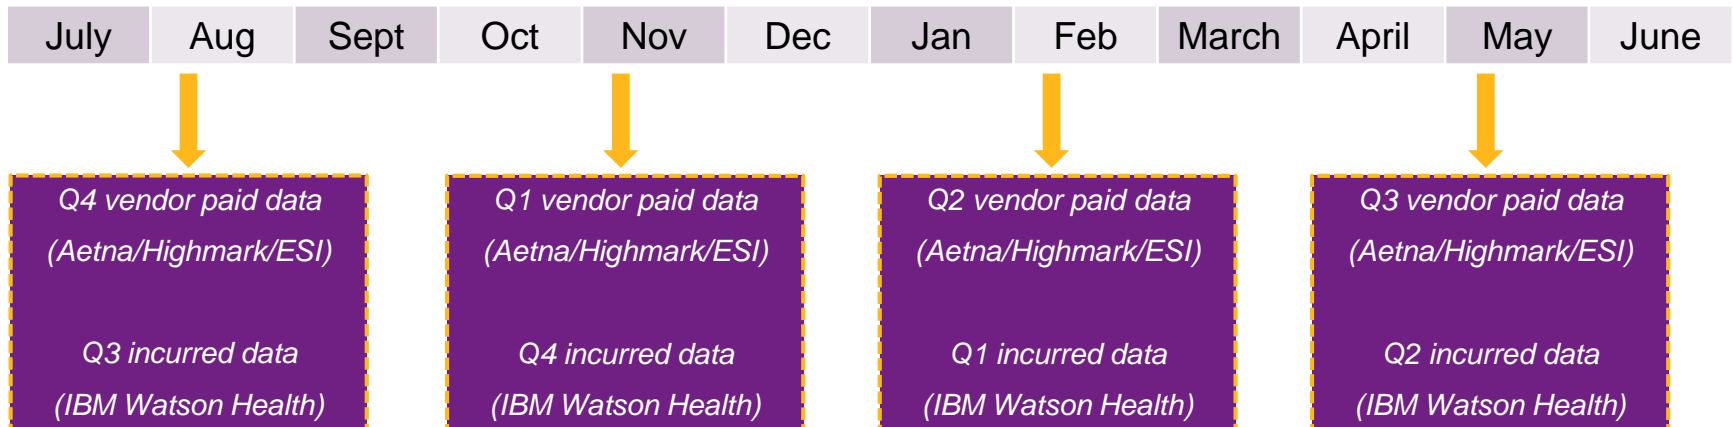 July Aug Sept Oct Nov Dec Jan Feb March April May June
Q4 vendor paid data
(Aetna/Highmark/ESI)
Q3 incurred data
(IBM Watson Health)
Q1 vendor paid data
(Aetna/Highmark/ESI)
Q4 incurred data
(IBM Watson Health)
Q2 vendor paid data
(Aetna/Highmark/ESI)
Q1 incurred data
(IBM Watson Health)
Q3 vendor paid data
(Aetna/Highmark/ESI)
Q2 incurred data
(IBM Watson Health)